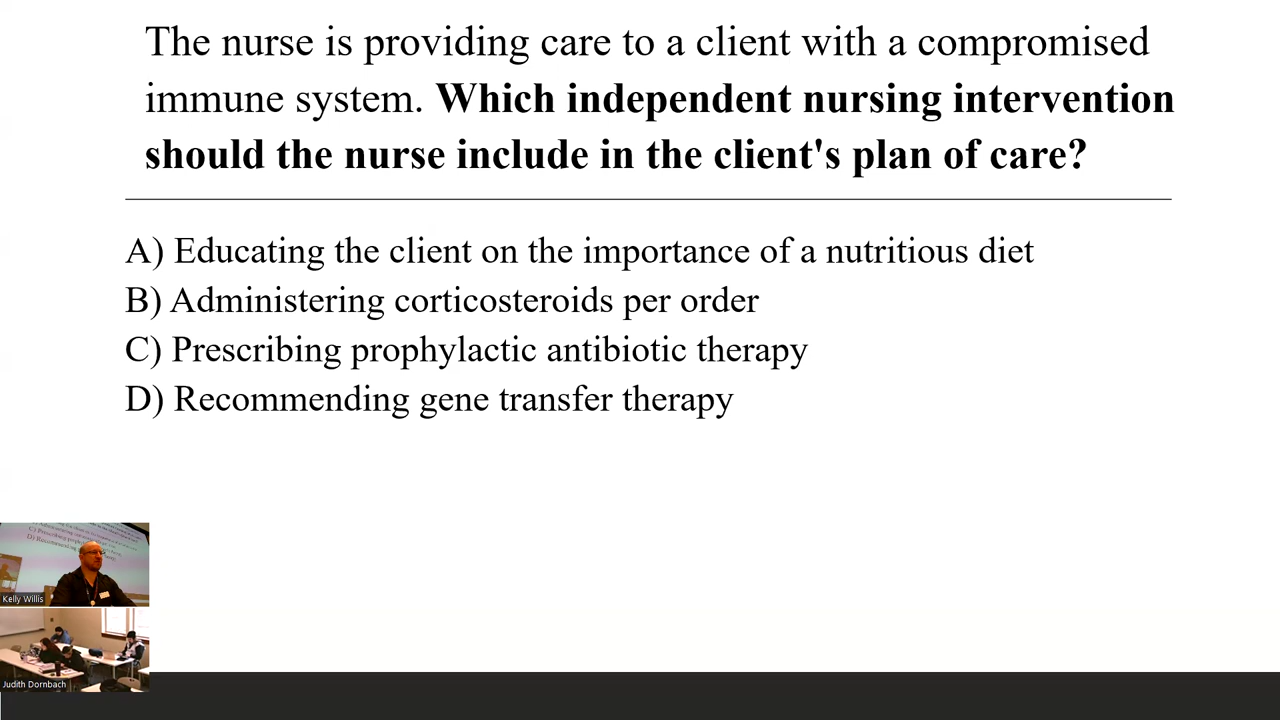 The nurse is providing care to a client with a compromised
immune system. Which independent nursing intervention
should the nurse include in the client's plan of care?
A) Educating the client on the importance of a nutritious diet
B) Administering corticosteroids per order
C) Prescribing prophylactic antibiotic therapy
D) Recommending gene transfer therapy
Kelly Willis
Judith Dornbach